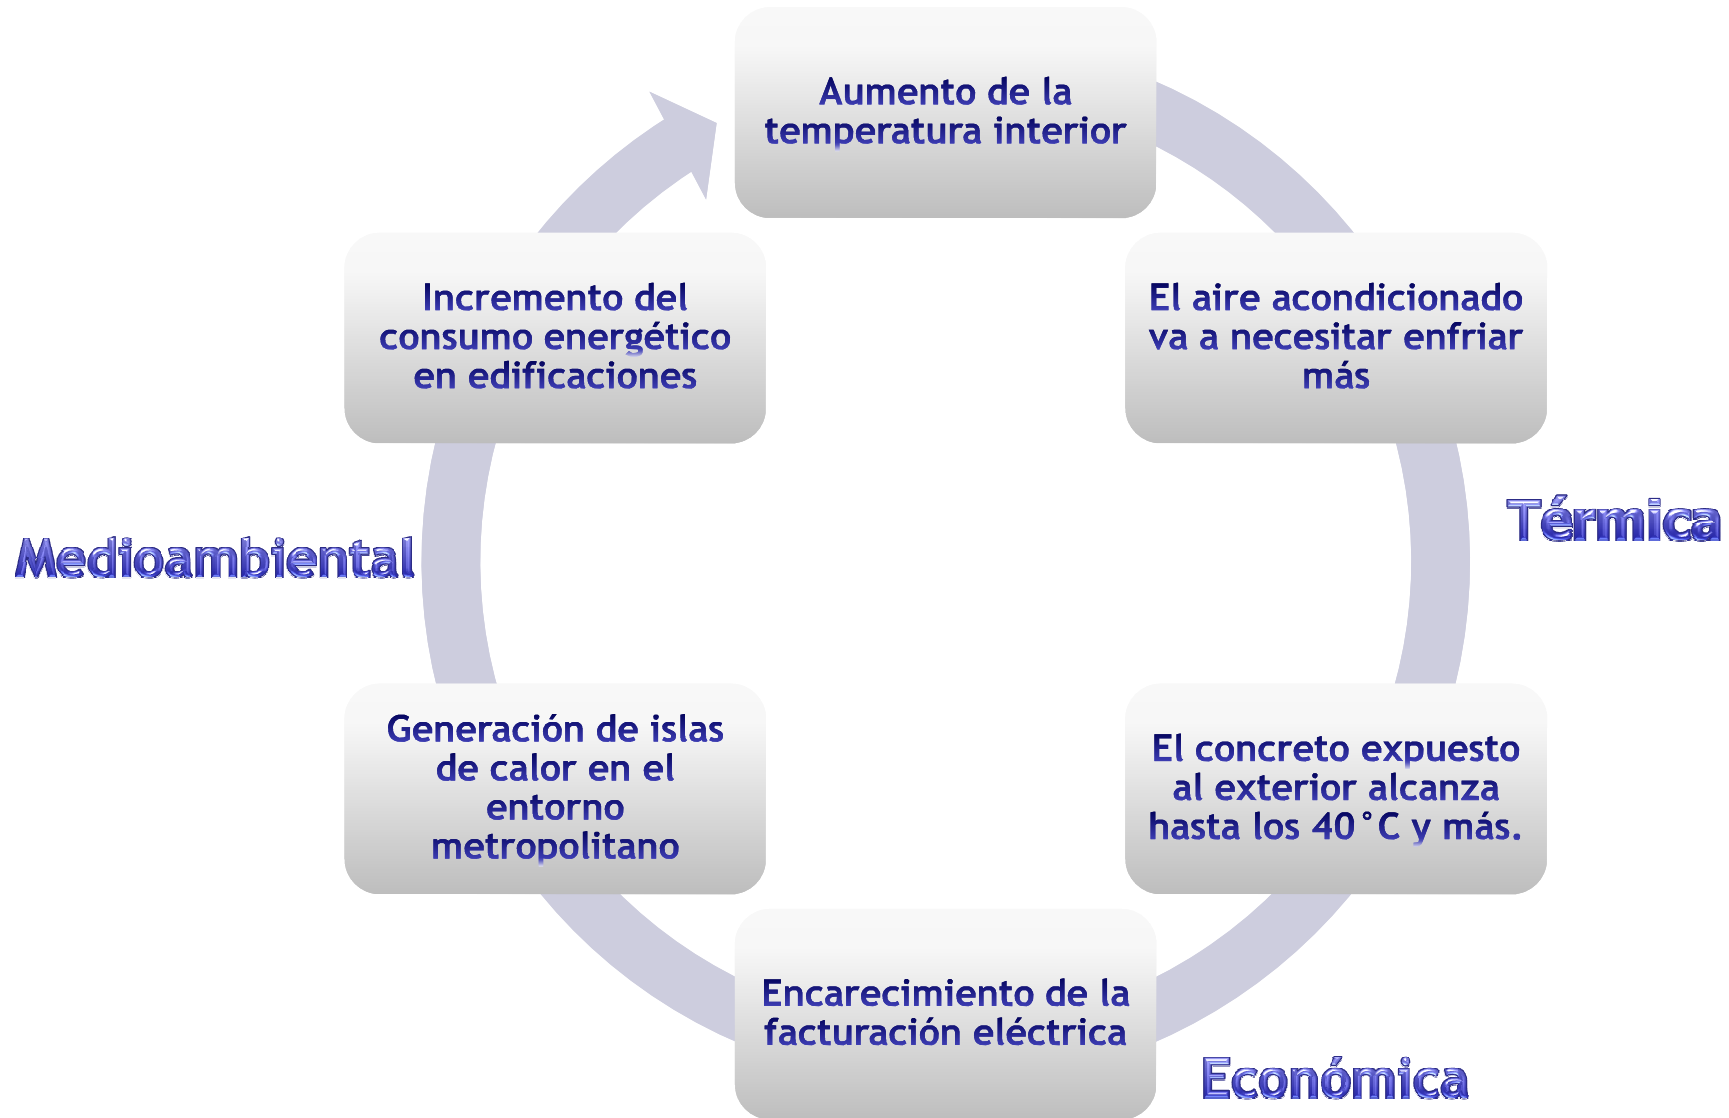 Aumento de la
temperatura interior
El aire acondicionado
va a necesitar enfriar
más
Térmica
El concreto expuesto
al exterior alcanza
hasta los 40°C y más.
Encarecimiento de la
facturación eléctrica
Económica
Generación de islas
de calor en el
entorno
metropolitano
Medioambiental
Incremento del
consumo energético
en edificaciones